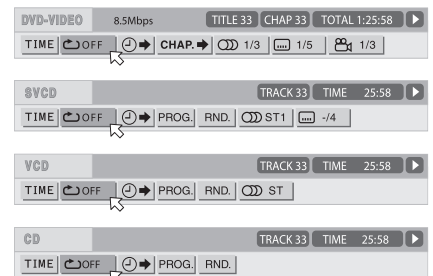 DVD-VIDEO 8.5Mbps TITLE 33 CHAP 33 TOTAL 1:25:58
TIME OFF CHAP. 1/3 1/5 1/3
SVCD TRACK 33 TIME 25:58
TIME OFF PROG. RND. ST1 -/4
VCD TRACK 33 TIME 25:58
TIME OFF PROG. RND. ST
CD TRACK 33 TIME 25:58
TIME OFF PROG. RND.